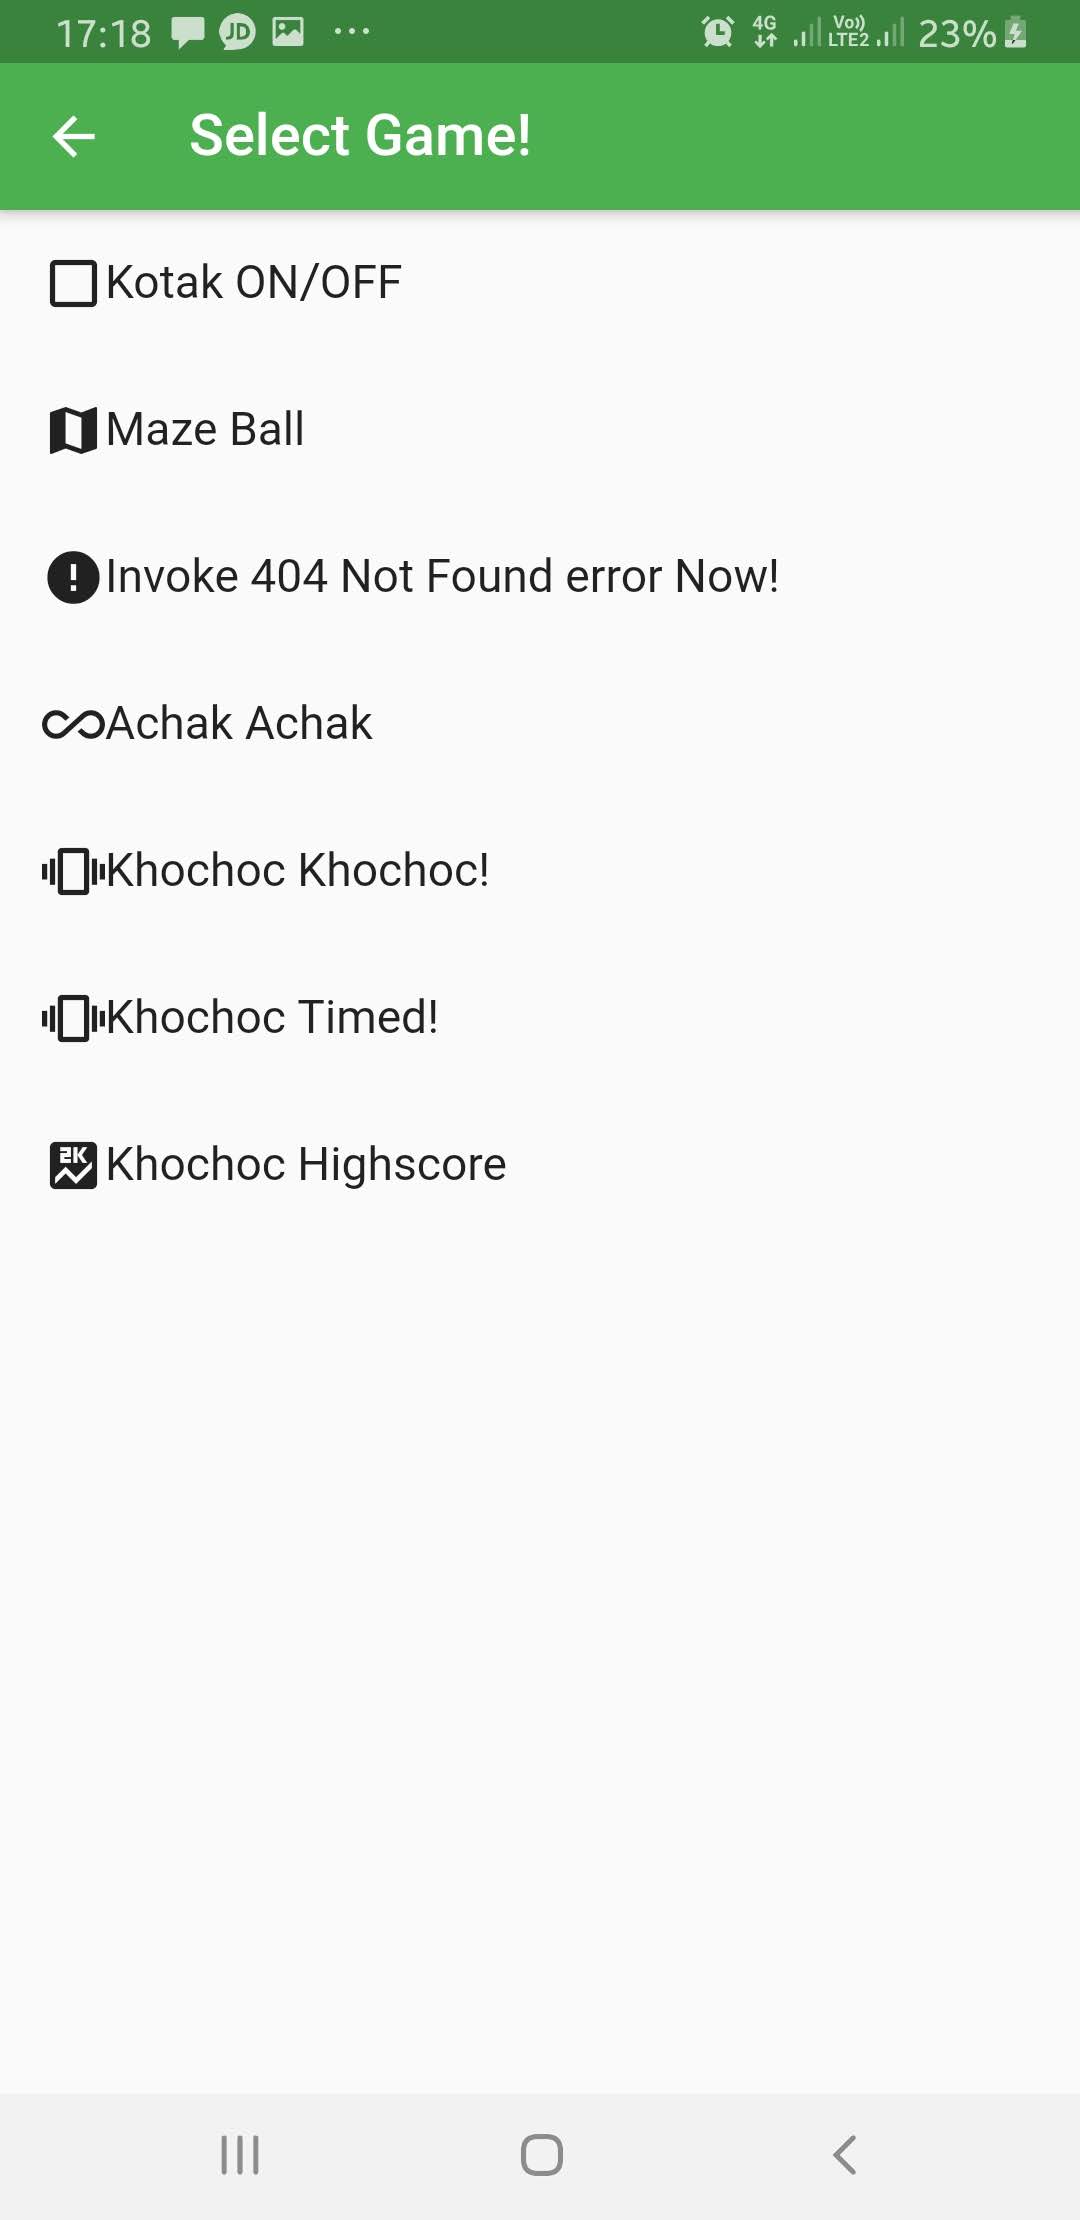 17:18 JD 4G Vo)) LTE2 23%
Select Game!
Kotak ON/OFF
Maze Ball
Invoke 404 Not Found error Now!
Achak Achak
Khochoc Khochoc!
Khochoc Timed!
2K
Khochoc Highscore